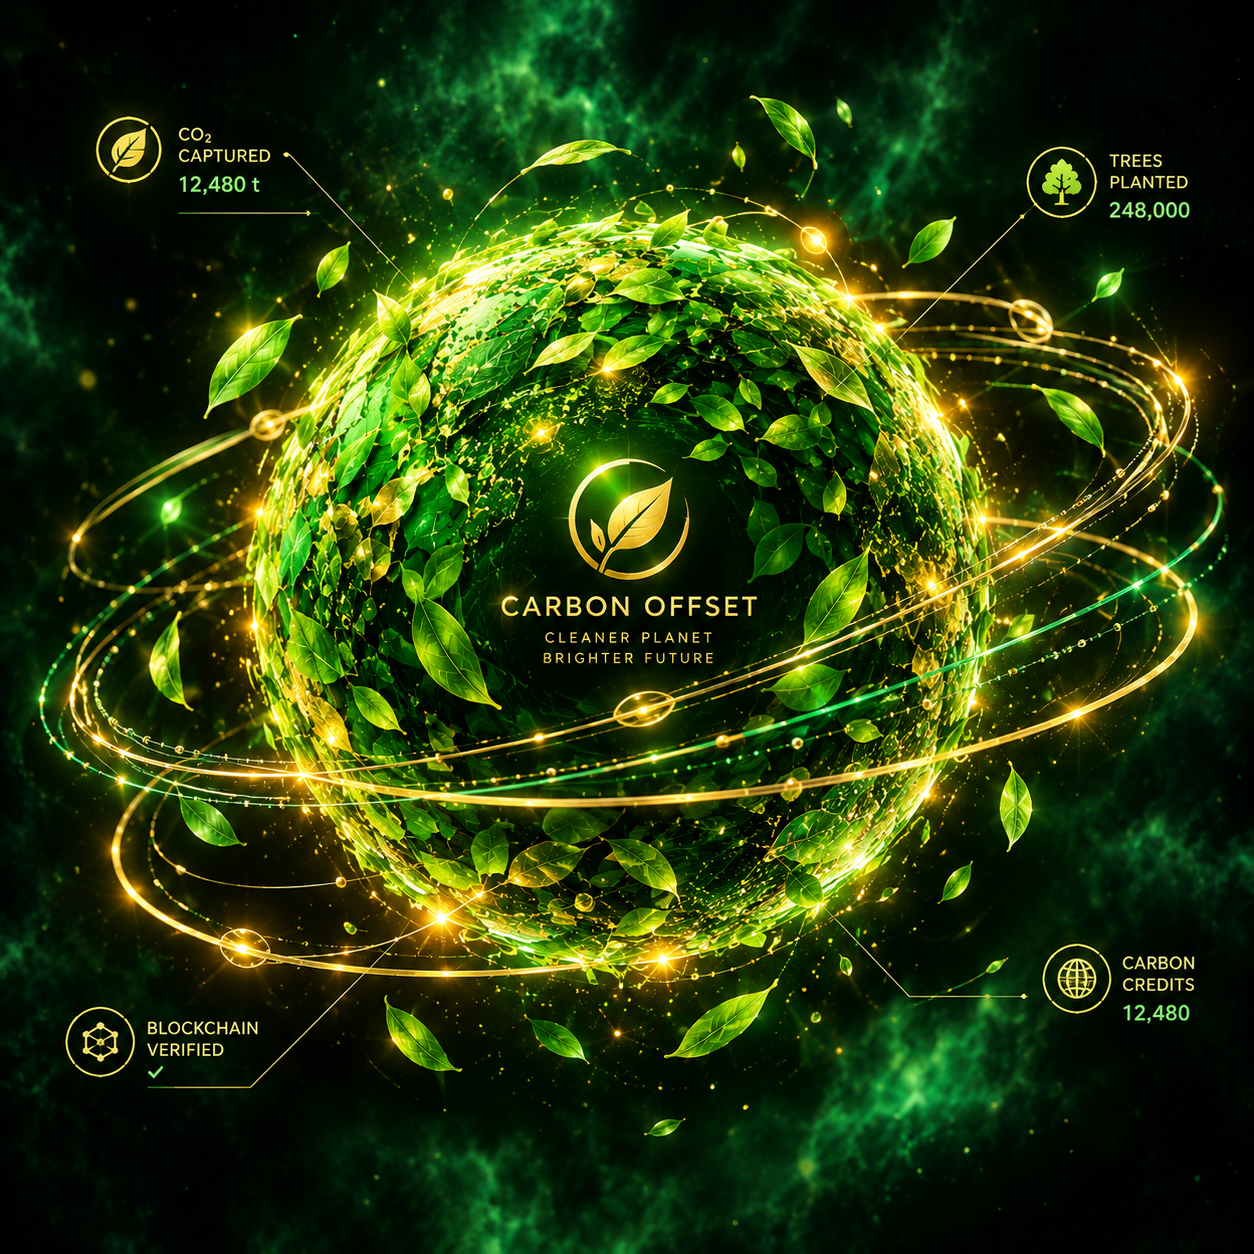 CO₂
CAPTURED
12,480 t
TREES
PLANTED
248,000
CARBON OFFSET
CLEANER PLANET
BRIGHTER FUTURE
BLOCKCHAIN
VERIFIED
✓
CARBON
CREDITS
12,480